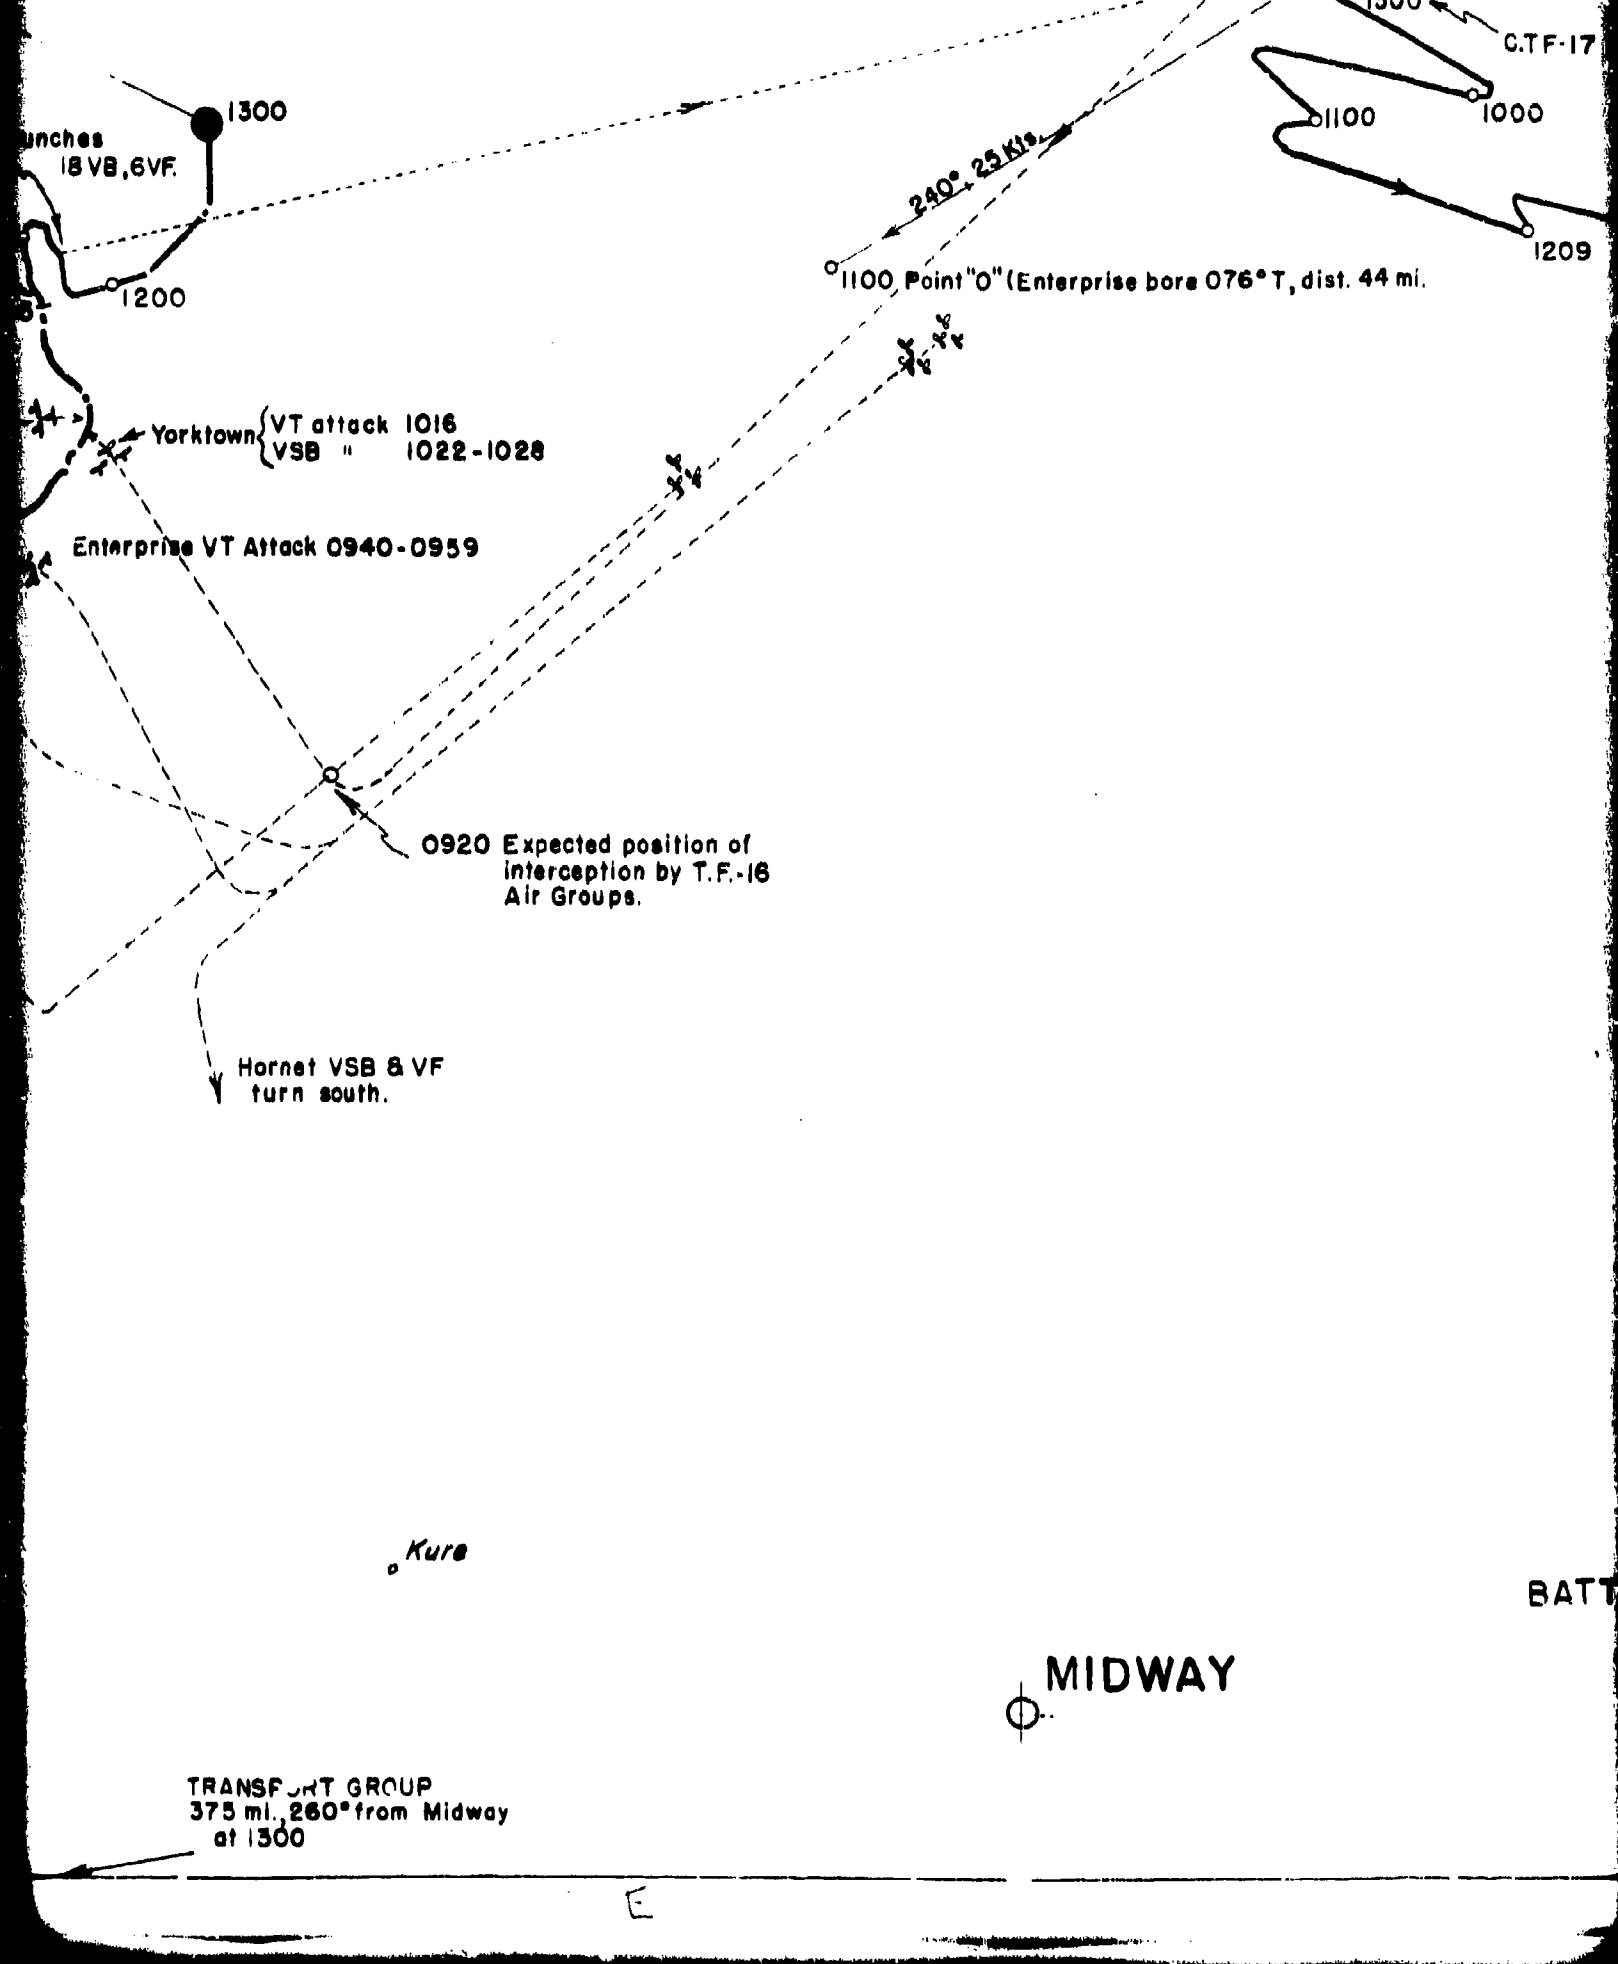 C.T F-17
1300
1000
1100
18 VB, 6VF.
240°, 25 Kts.
1209
1100 Point "O" (Enterprise bore 076° T, dist. 44 mi.
1200
Yorktown { VT attack 1016
VSB " 1022-1028
Enterprise VT Attack 0940-0959
0920 Expected position of
interception by T.F.-16
Air Groups.
Hornet VSB & VF
turn south.
Kure
BATT
MIDWAY
GROUP
375 mi., 260° from Midway
at 1300
E